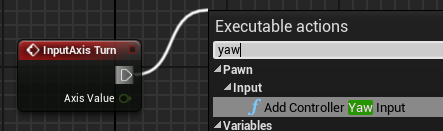 InputAxis Turn
Axis Value
Executable actions
yaw
Pawn
Input
f Add Controller Yaw Input
Variables